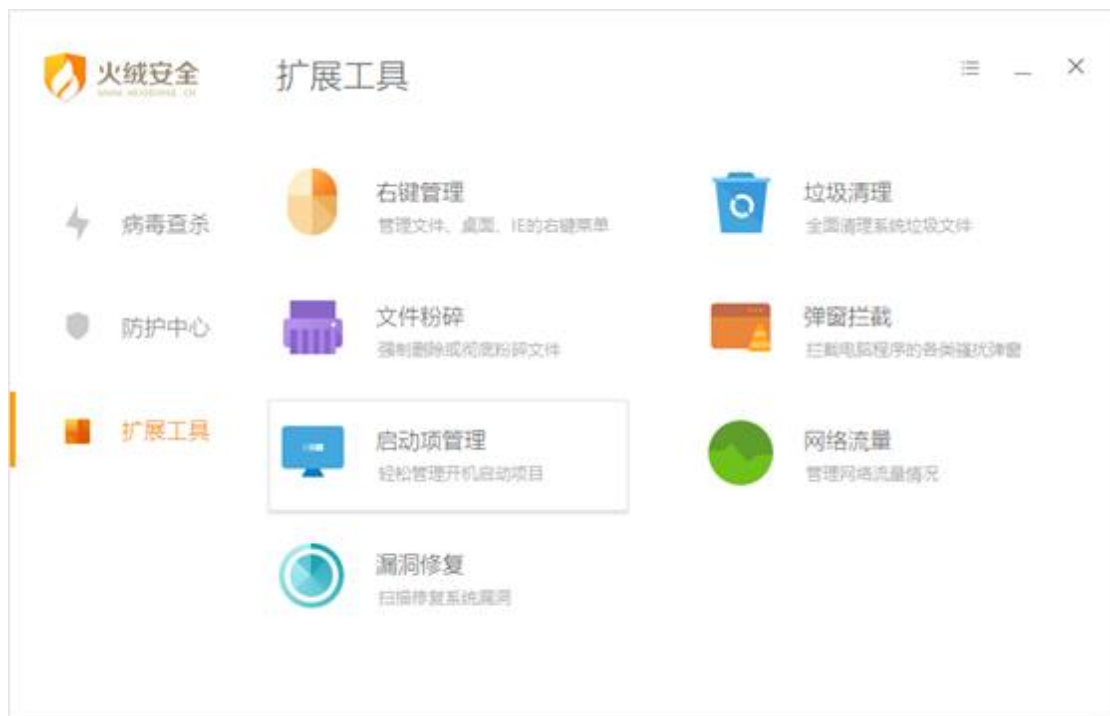 火绒安全
扩展工具
病毒查杀
防护中心
扩展工具
右键管理
管理文件、桌面、IE的右键菜单
垃圾清理
全面清理系统垃圾文件
文件粉碎
强制删除或彻底粉碎文件
弹窗拦截
拦截电脑程序的各类骚扰弹窗
启动项管理
轻松管理开机启动项目
网络流量
管理网络流量情况
漏洞修复
扫描修复系统漏洞